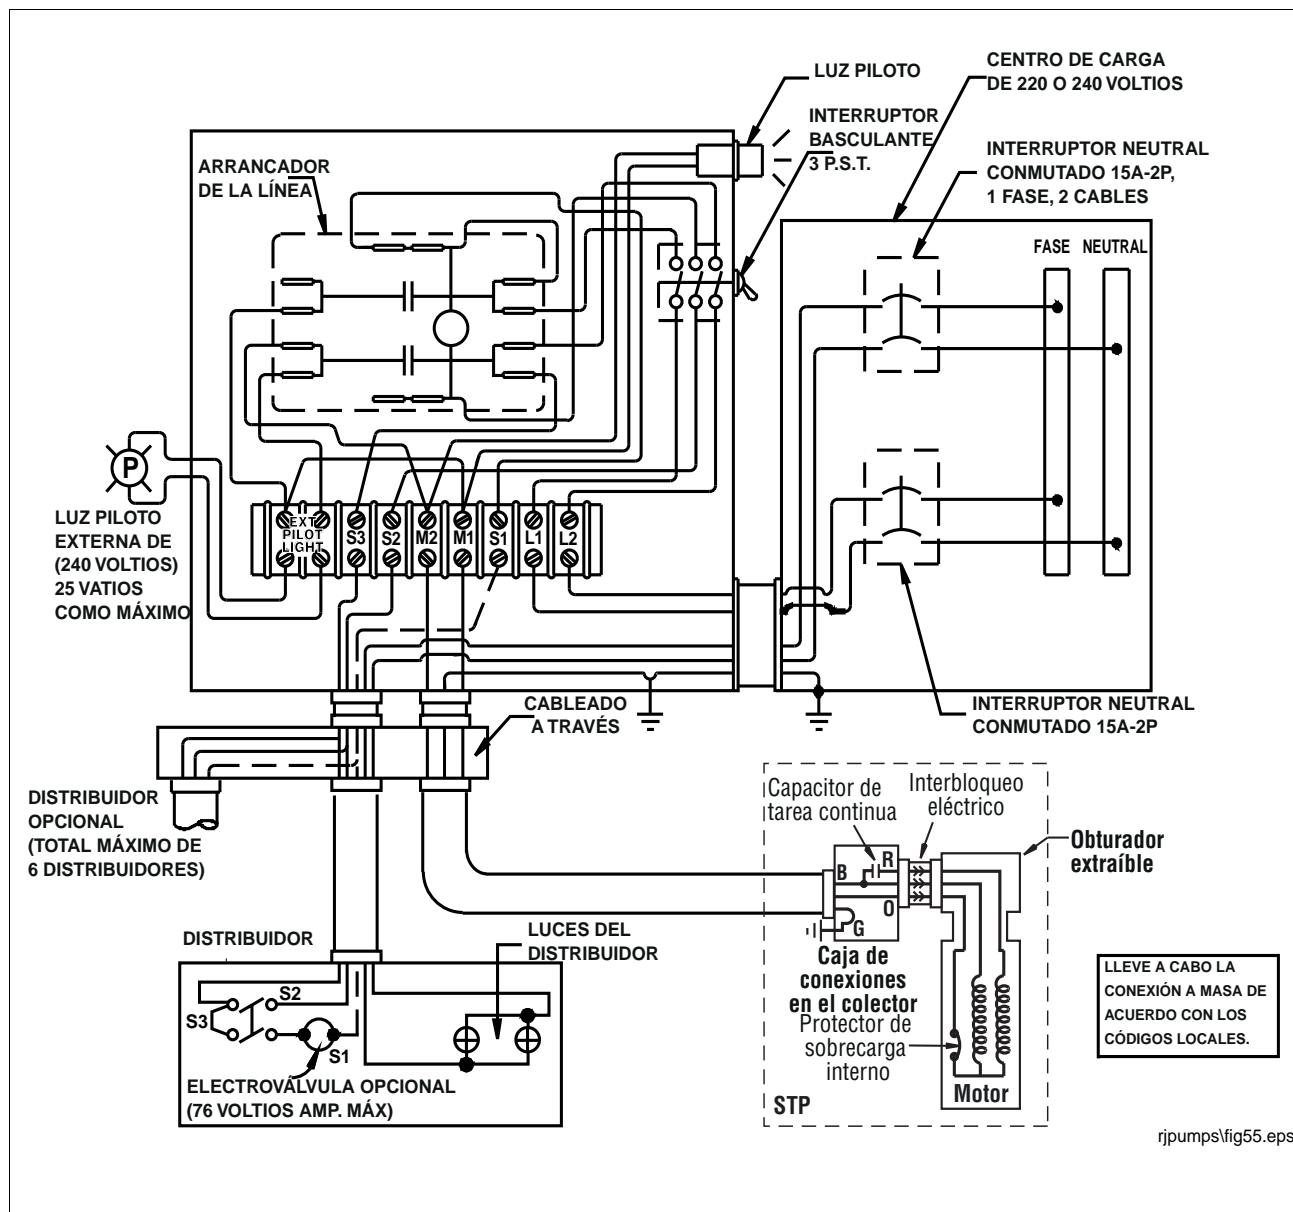 CENTRO DE CARGA
DE 220 O 240 VOLTIOS
LUZ PILOTO
INTERRUPTOR
BASCULANTE
3 P.S.T.
INTERRUPTOR NEUTRAL
CONMUTADO 15A-2P,
1 FASE, 2 CABLES
ARRANCADOR
DE LA LÍNEA
FASE
NEUTRAL
P
LUZ PILOTO
EXTERNA DE
(240 VOLTIOS)
25 VATIOS
COMO MÁXIMO
EXT
PILOT
LIGHT
S3
S2
M2
M1
S1
L1
L2
INTERRUPTOR NEUTRAL
CONMUTADO 15A-2P
CABLEADO
A TRAVÉS
DISTRIBUIDOR
OPCIONAL
(TOTAL MÁXIMO DE
6 DISTRIBUIDORES)
Capacitor de
tarea continua
Interbloqueo
eléctrico
Obturador
extraíble
B
R
O
G
Caja de
conexiones
en el colector
Protector de
sobrecarga
interno
Motor
STP
DISTRIBUIDOR
LUCES DEL
DISTRIBUIDOR
S2
S3
S1
ELECTROVÁLVULA OPCIONAL
(76 VOLTIOS AMP. MÁX)
LLEVE A CABO LA
CONEXIÓN A MASA DE
ACUERDO CON LOS
CÓDIGOS LOCALES.
rjpumps\fig55.eps